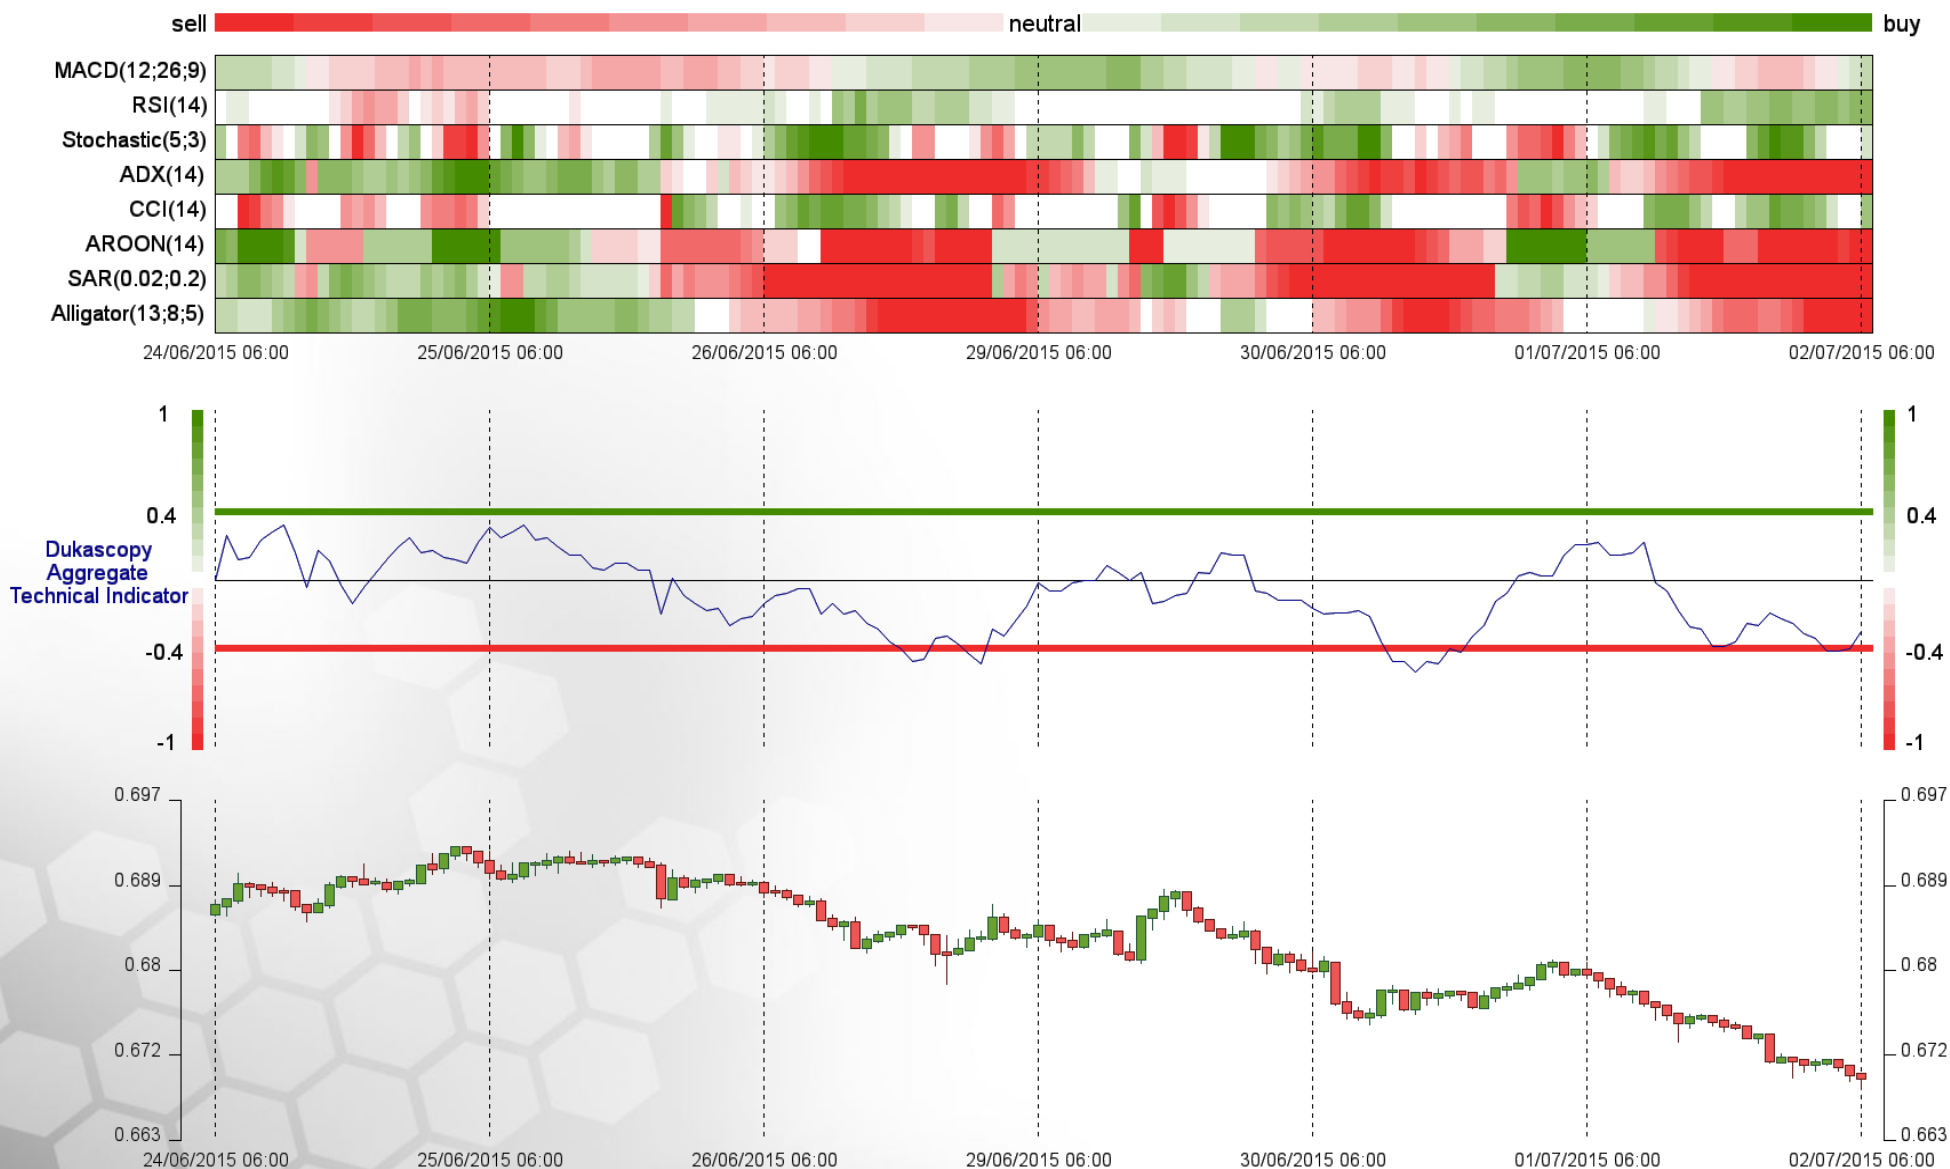 sell neutral buy
MACD(12;26;9)
RSI(14)
Stochastic(5;3)
ADX(14)
CCI(14)
AROON(14)
SAR(0.02;0.2)
Alligator(13;8;5)
24/06/2015 06:00 25/06/2015 06:00 26/06/2015 06:00 29/06/2015 06:00 30/06/2015 06:00 01/07/2015 06:00 02/07/2015 06:00
1 1
0.4 0.4
Dukascopy
Aggregate
Technical Indicator
-0.4 -0.4
-1 -1
0.697 0.697
0.689 0.689
0.68 0.68
0.672 0.672
0.663 0.663
24/06/2015 06:00 25/06/2015 06:00 26/06/2015 06:00 29/06/2015 06:00 30/06/2015 06:00 01/07/2015 06:00 02/07/2015 06:00